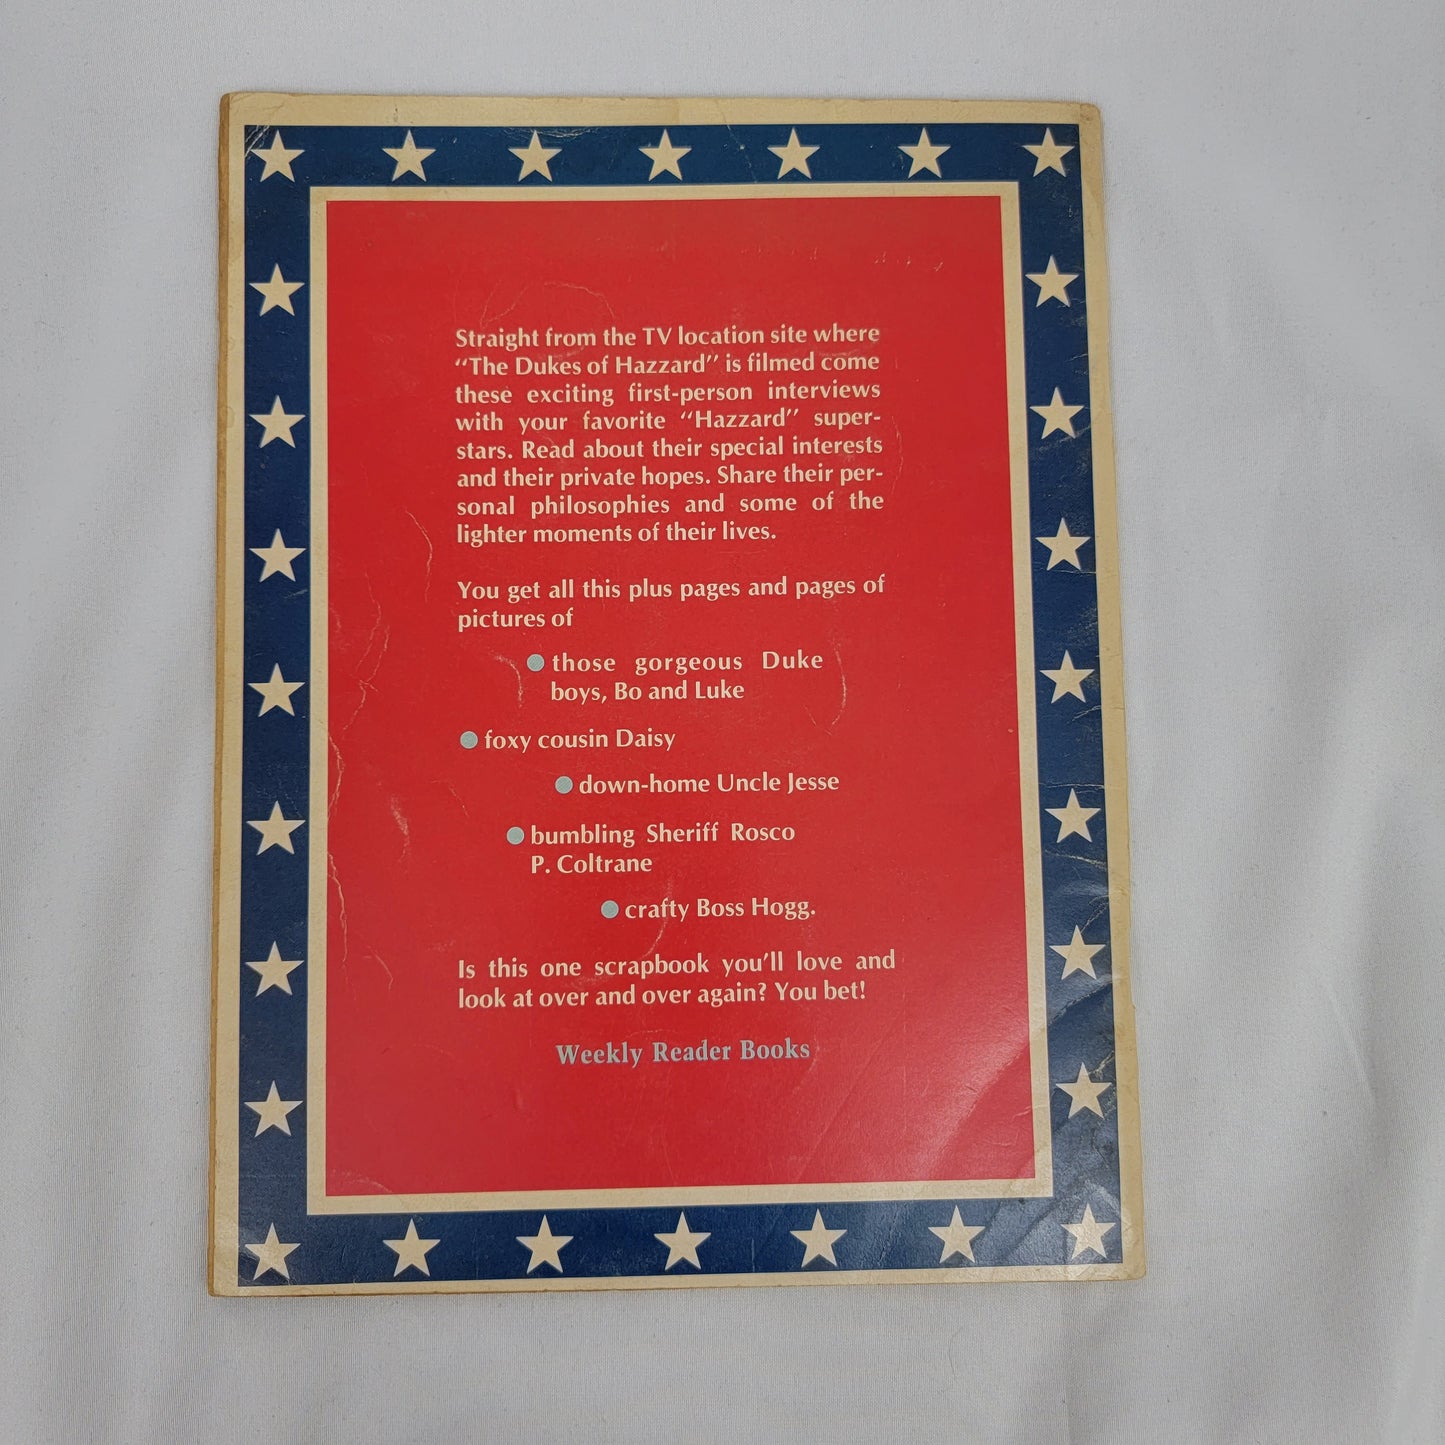 Straight from the TV location site where
"The Dukes of Hazzard" is filmed come
these exciting first-person interviews
with your favorite "Hazzard" super-
stars. Read about their special interests
and their private hopes. Share their per-
sonal philosophies and some of the
lighter moments of their lives.
You get all this plus pages and pages of
pictures of
● those gorgeous Duke
boys, Bo and Luke
● foxy cousin Daisy
● down-home Uncle Jesse
● bumbling Sheriff Rosco
P. Coltrane
● crafty Boss Hogg.
Is this one scrapbook you'll love and
look at over and over again? You bet!
Weekly Reader Books